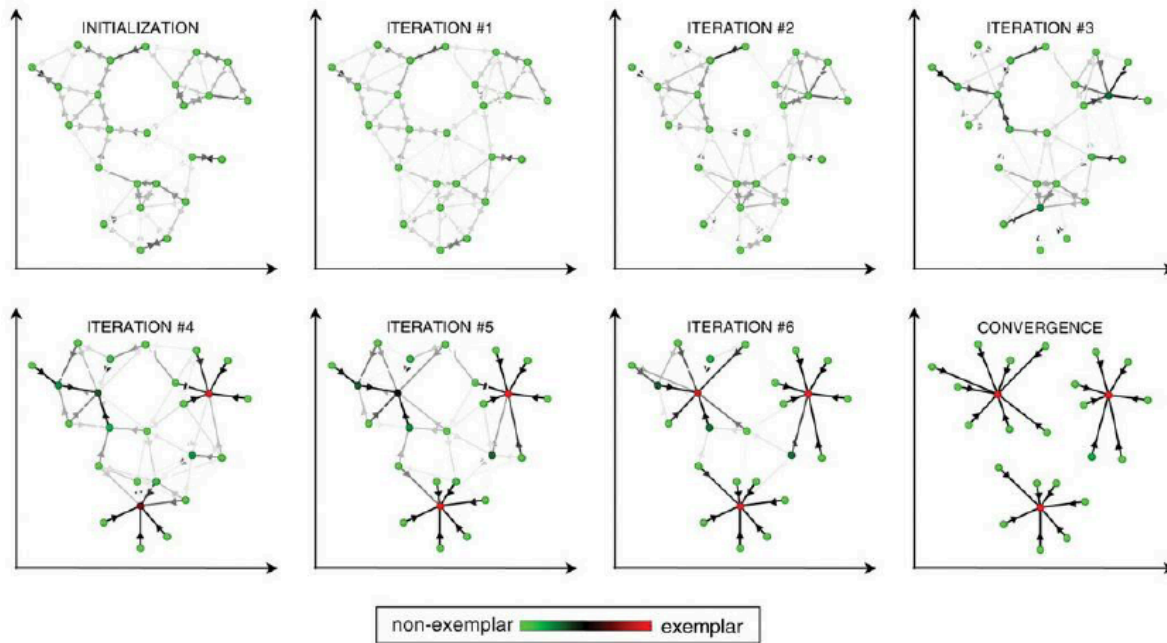 INITIALIZATION
ITERATION #1
ITERATION #2
ITERATION #3
ITERATION #4
ITERATION #5
ITERATION #6
CONVERGENCE
non-exemplar
exemplar